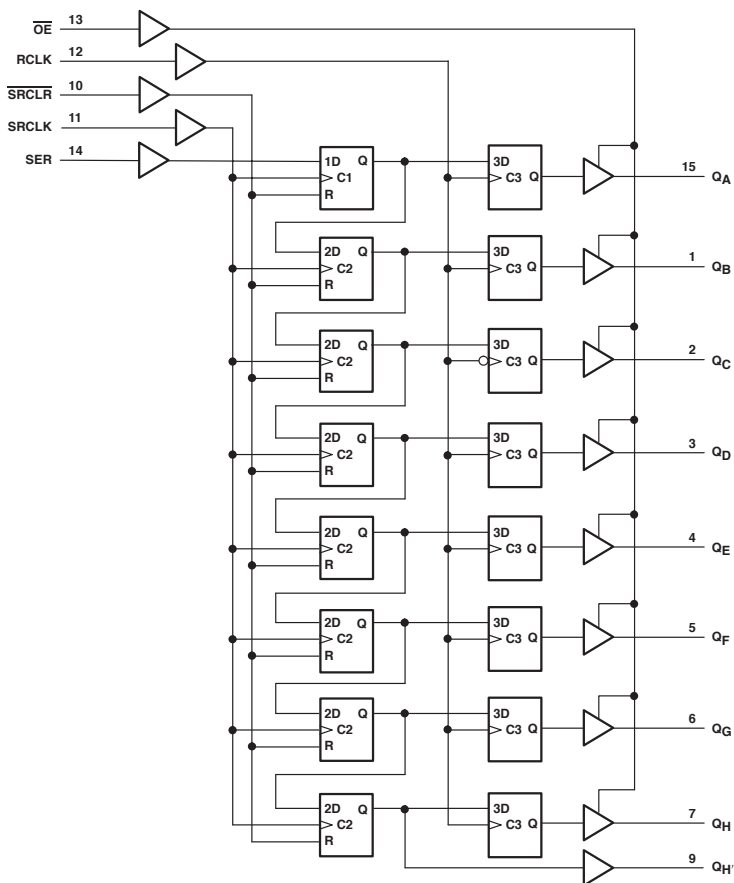 OE 13
RCLK 12
SRCLR 10
SRCLK 11
SER 14
1D Q
C1
R
3D
C3 Q
15 QA
2D Q
C2
R
3D
C3 Q
1 QB
2D Q
C2
R
3D
C3 Q
2 QC
2D Q
C2
R
3D
C3 Q
3 QD
2D Q
C2
R
3D
C3 Q
4 QE
2D Q
C2
R
3D
C3 Q
5 QF
2D Q
C2
R
3D
C3 Q
6 QG
2D Q
C2
R
3D
C3 Q
7 QH
9 QH'